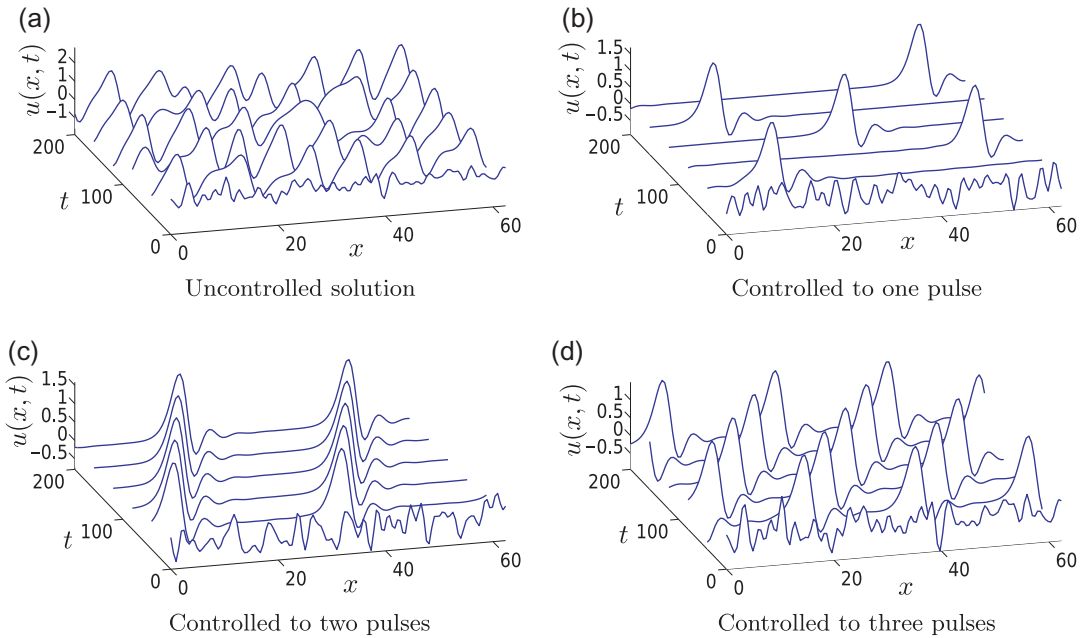 (a)
u(x, t)
2
1
0
−1
200
100
0
t
0
20
40
60
x
Uncontrolled solution
(b)
u(x, t)
1.5
1
0.5
0
−0.5
200
100
0
t
0
20
40
60
x
Controlled to one pulse
(c)
u(x, t)
1.5
1
0.5
0
−0.5
200
100
0
t
0
20
40
60
x
Controlled to two pulses
(d)
u(x, t)
1
0.5
0
−0.5
200
100
0
t
0
20
40
60
x
Controlled to three pulses